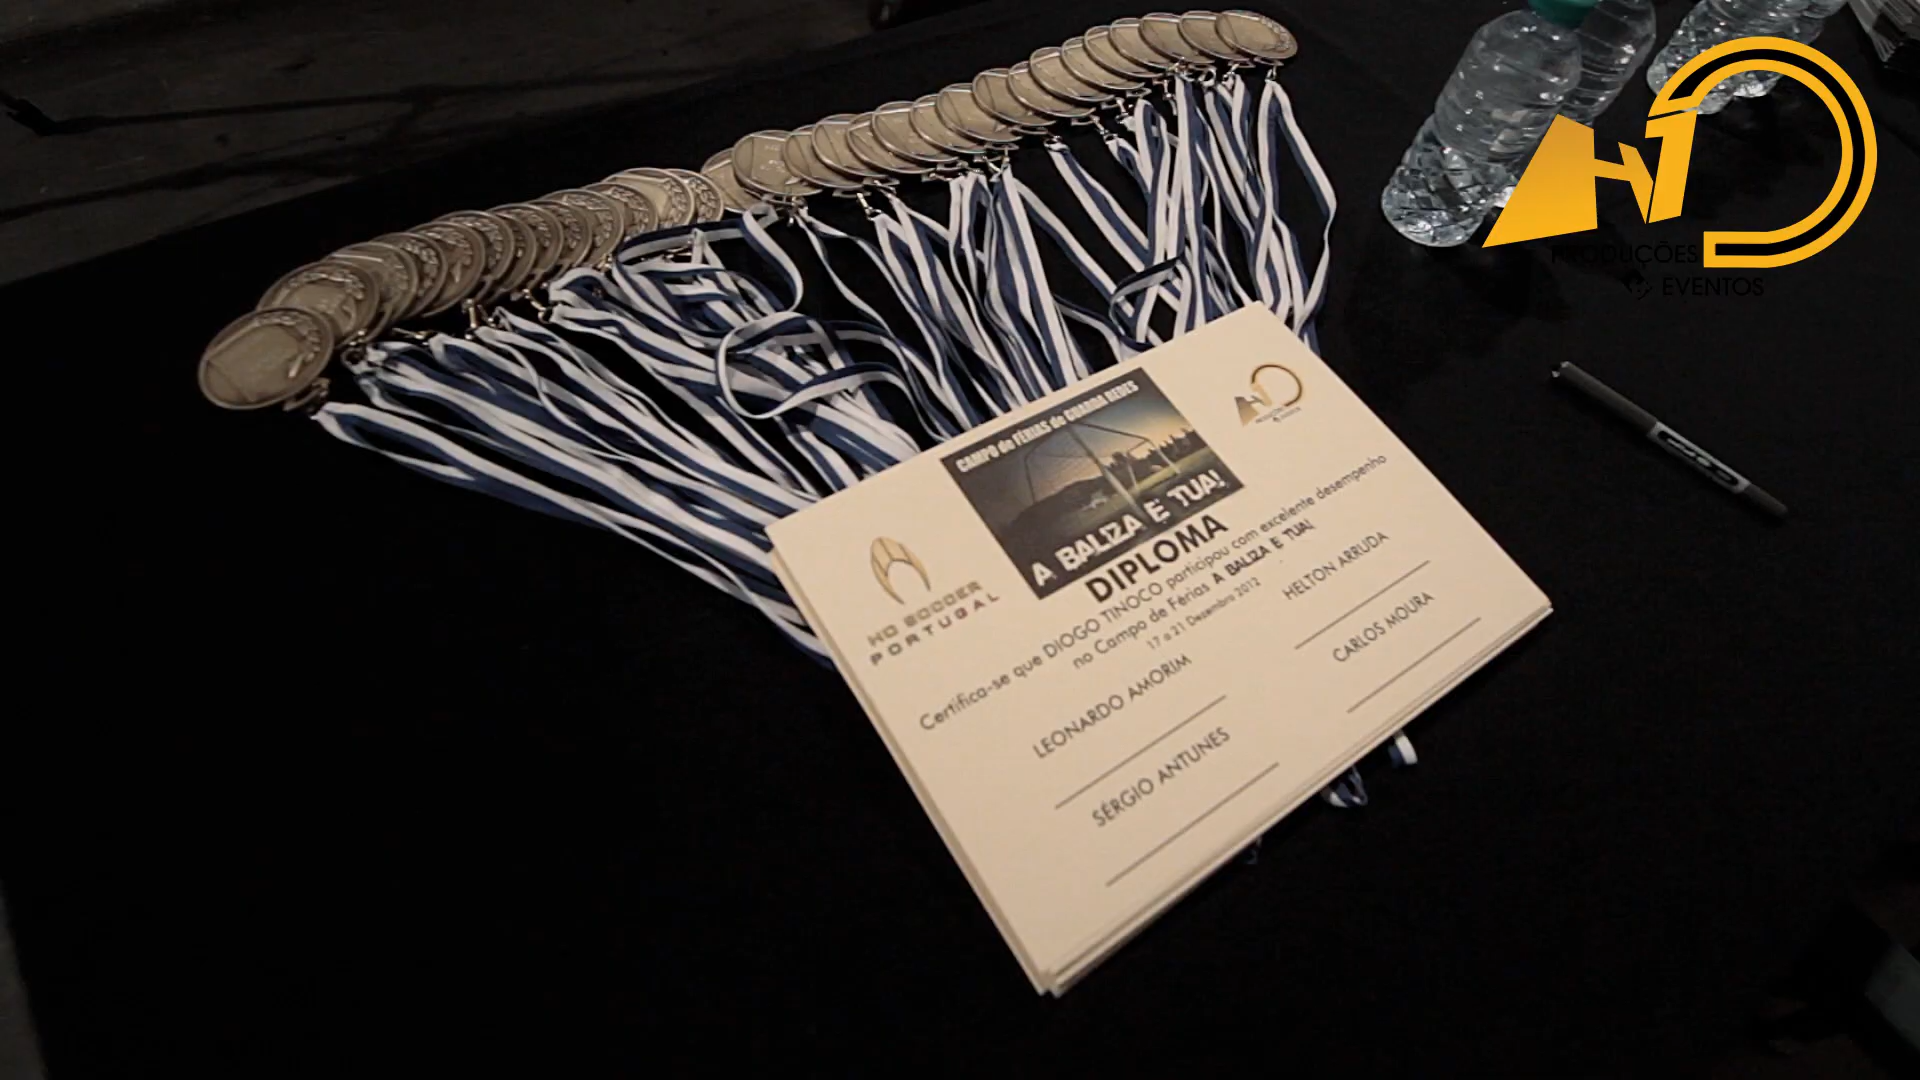 PRODUÇÕES
EVENTOS
CAMPO de FÉRIAS de GUARDA REDES
A BALIZA É TUA!
HO SOCCER
PORTUGAL
DIPLOMA
Certifica-se que DIOGO TINOCO participou com excelente desempenho
no Campo de Férias A BALIZA E TUA!
17 a 21 Dezembro 2012
LEONARDO AMORIM
HELTON ARRUDA
SÉRGIO ANTUNES
CARLOS MOURA